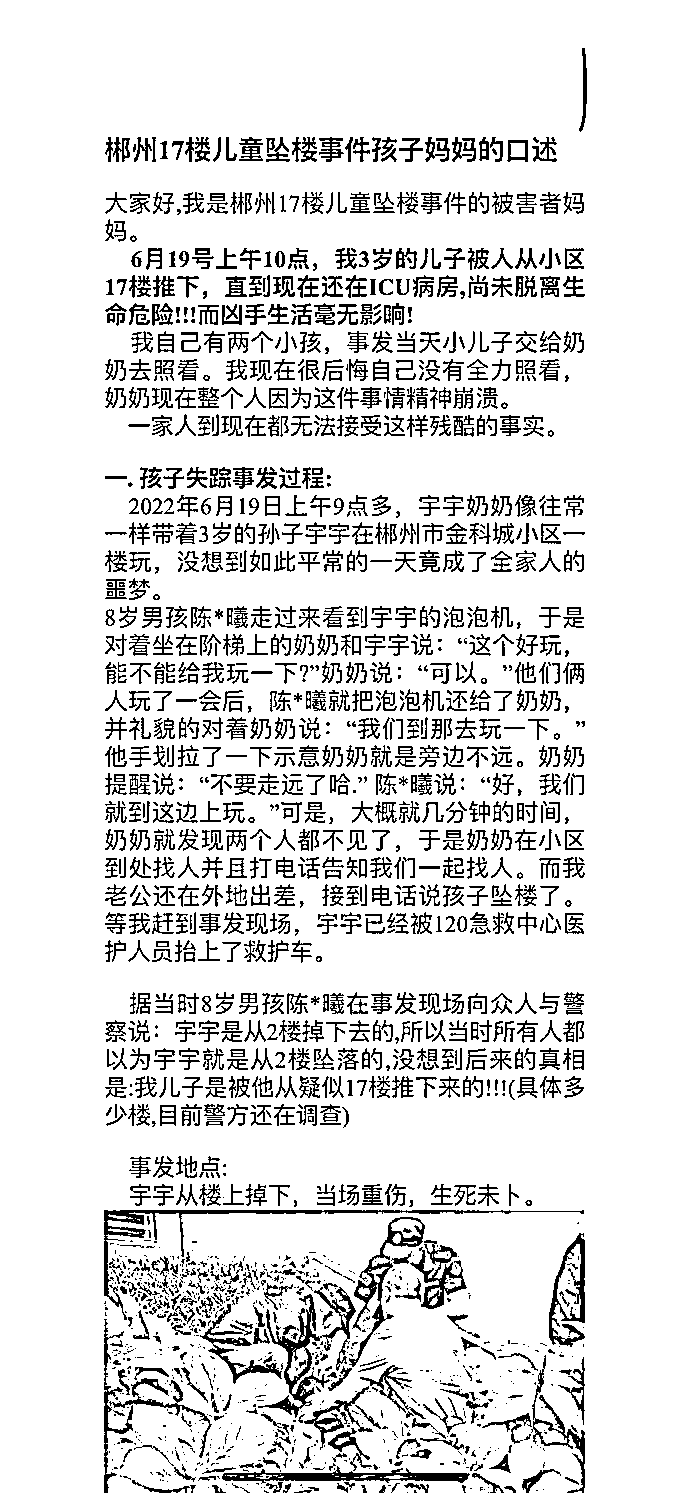 郴州17楼儿童坠楼事件孩子妈妈的口述
大家好,我是郴州17楼儿童坠楼事件的被害者妈
妈。
6月19号上午10点，我3岁的儿子被人从小区
17楼推下，直到现在还在ICU病房,尚未脱离生
命危险!!!而凶手生活毫无影响!
我自己有两个小孩，事发当天小儿子交给奶
奶去照看。我现在很后悔自己没有全力照看，
奶奶现在整个人因为这件事情精神崩溃。
一家人到现在都无法接受这样残酷的事实。
一. 孩子失踪事发过程:
2022年6月19日上午9点多，宇宇奶奶像往常
一样带着3岁的孙子宇宇在郴州市金科城小区一
楼玩，没想到如此平常的一天竟成了全家人的
噩梦。
8岁男孩陈*曦走过来看到宇宇的泡泡机，于是
对着坐在阶梯上的奶奶和宇宇说：“这个好玩，
能不能给我玩一下?”奶奶说：“可以。”他们俩
人玩了一会后，陈*曦就把泡泡机还给了奶奶，
并礼貌的对着奶奶说：“我们到那去玩一下。”
他手划拉了一下示意奶奶就是旁边不远。奶奶
提醒说：“不要走远了哈.” 陈*曦说：“好，我们
就到这边上玩。”可是，大概就几分钟的时间，
奶奶就发现两个人都不见了，于是奶奶在小区
到处找人并且打电话告知我们一起找人。而我
老公还在外地出差，接到电话说孩子坠楼了。
等我赶到事发现场，宇宇已经被120急救中心医
护人员抬上了救护车。
据当时8岁男孩陈*曦在事发现场向众人与警
察说：宇宇是从2楼掉下去的,所以当时所有人都
以为宇宇就是从2楼坠落的,没想到后来的真相
是:我儿子是被他从疑似17楼推下来的!!!(具体多
少楼,目前警方还在调查)
事发地点:
宇宇从楼上掉下，当场重伤，生死未卜。